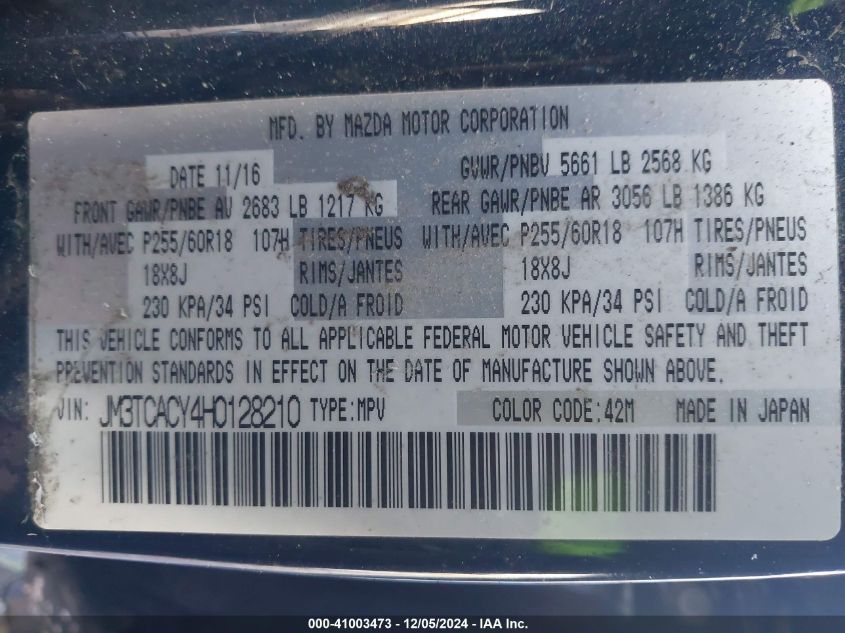 MFD. BY MAZDA MOTOR CORPORATION
DATE 11/16 GVWR/PNBV 5661 LB 2568 KG
FRONT GAWR/PNBE AV 2683 LB 1217 KG REAR GAWR/PNBE AR 3056 LB 1386 KG
WITH/AVEC P255/60R18 107H TIRES/PNEUS WITH/AVEC P255/60R18 107H TIRES/PNEUS
18X8J RIMS/JANTES 18X8J RIMS/JANTES
230 KPA/34 PSI COLD/A FROID 230 KPA/34 PSI COLD/A FROID
THIS VEHICLE CONFORMS TO ALL APPLICABLE FEDERAL MOTOR VEHICLE SAFETY AND THEFT
PREVENTION STANDARDS IN EFFECT ON THE DATE OF MANUFACTURE SHOWN ABOVE.
VIN: JM3TCACY4H0128210 TYPE:MPV COLOR CODE:42M MADE IN JAPAN
000-41003473 - 12/05/2024 - IAA Inc.